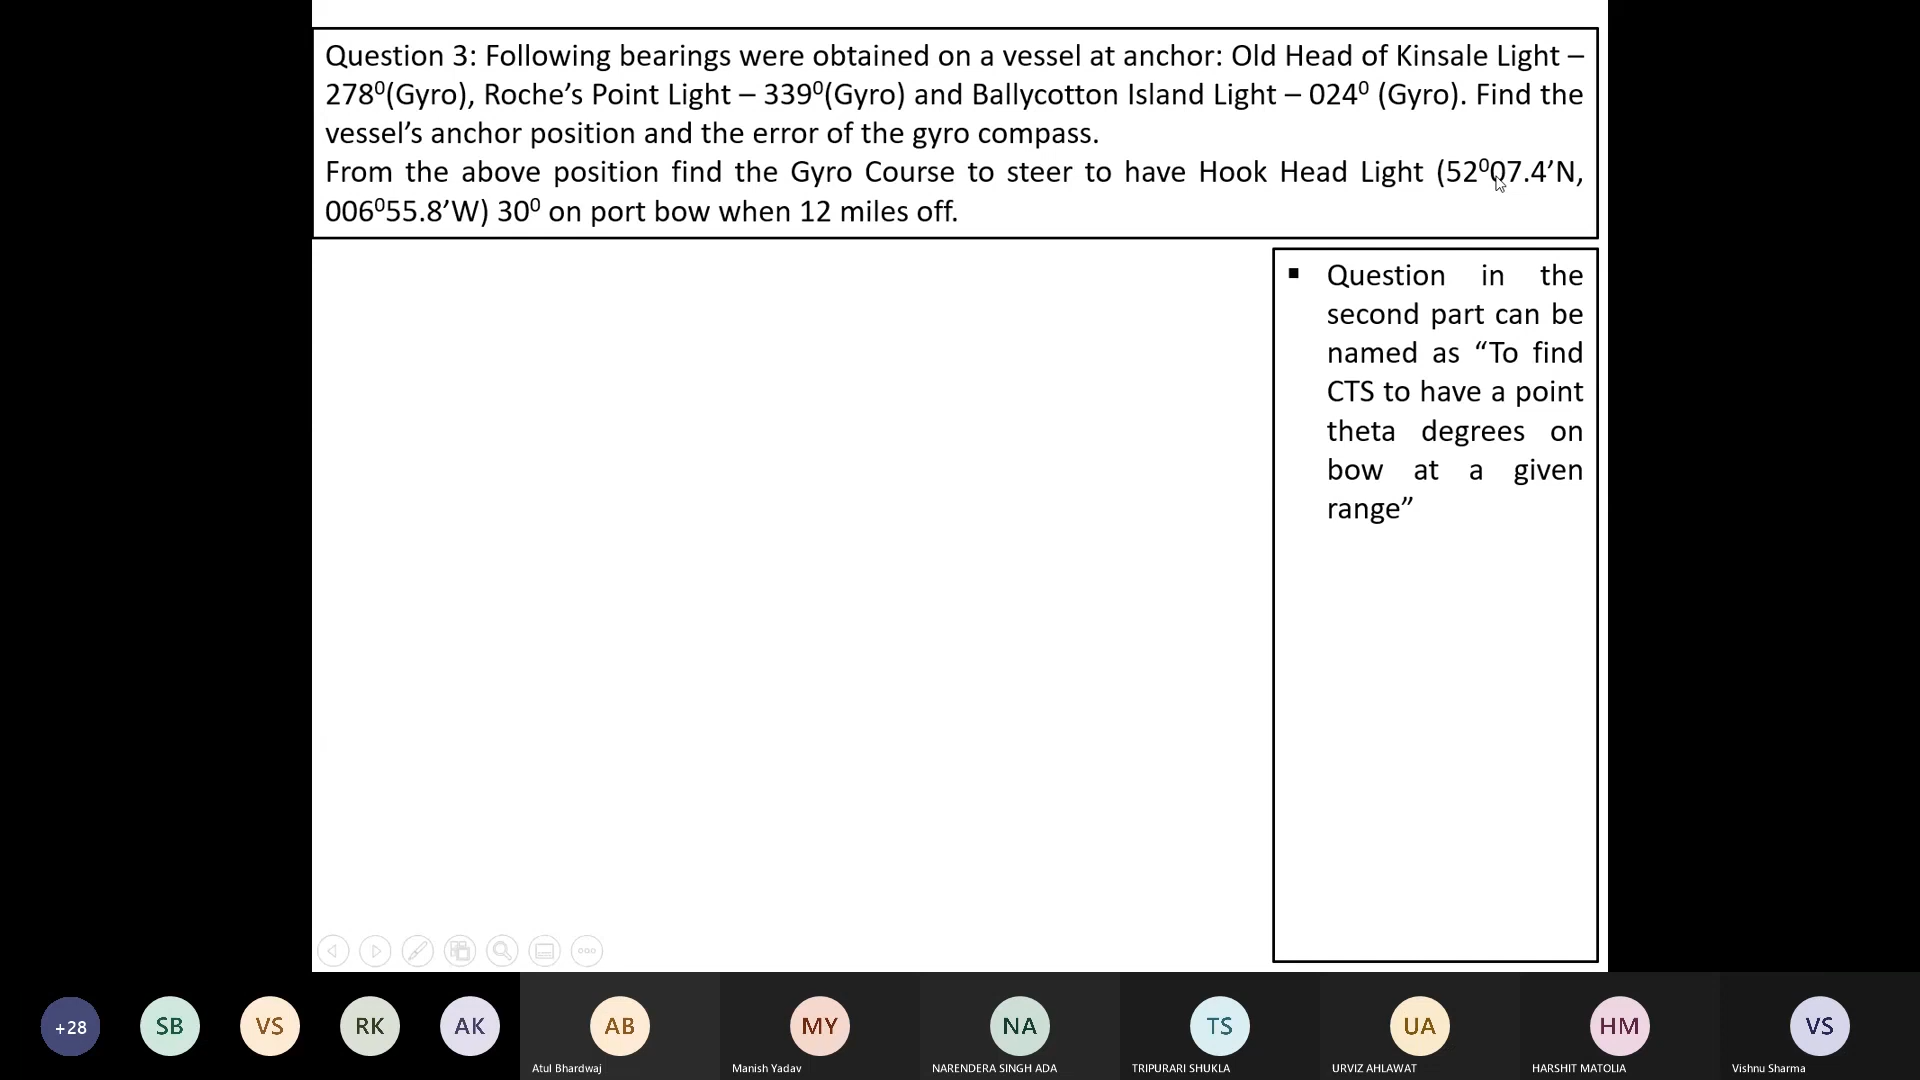 Question 3: Following bearings were obtained on a vessel at anchor: Old Head of Kinsale Light –
278⁰(Gyro), Roche’s Point Light – 339⁰(Gyro) and Ballycotton Island Light – 024⁰ (Gyro). Find the
vessel’s anchor position and the error of the gyro compass.
From the above position find the Gyro Course to steer to have Hook Head Light (52⁰07.4’N,
006⁰55.8’W) 30⁰ on port bow when 12 miles off.
▪ Question in the
second part can be
named as “To find
CTS to have a point
theta degrees on
bow at a given
range”
+28
SB
VS
RK
AK
AB
MY
NA
TS
UA
HM
VS
Atul Bhardwaj
Manish Yadav
NARENDERA SINGH ADA
TRIPURARI SHUKLA
URVIZ AHLAWAT
HARSHIT MATOLIA
Vishnu Sharma